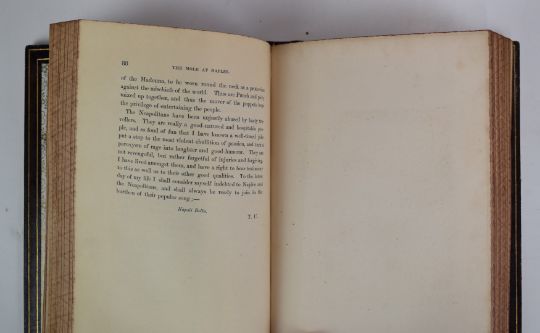 80
THE MOLE AT NAPLES.
of the Madonna, to be worn round the neck as a protection
against the mischiefs of the world. Thus are Punch and piety
mixed up together, and thus the mover of the puppets has
the privilege of entertaining the people.
The Neapolitans have been unjustly abused by hasty tra-
vellers. They are really a good-natured and hospitable peo-
ple, and so fond of fun that I have known a well-timed joke
put a stop to the most violent ebullition of passion, and turn
paroxysms of rage into laughter and good-humour. They are
not revengeful, but rather forgetful of injuries and forgiving.
I have lived amongst them, and have a right to bear testimony
to this as well as to their other good qualities. To the latest
day of my life I shall consider myself indebted to Naples and
the Neapolitans, and shall always be ready to join in the
burthen of their popular song;—
Napoli Bella.
T. U.